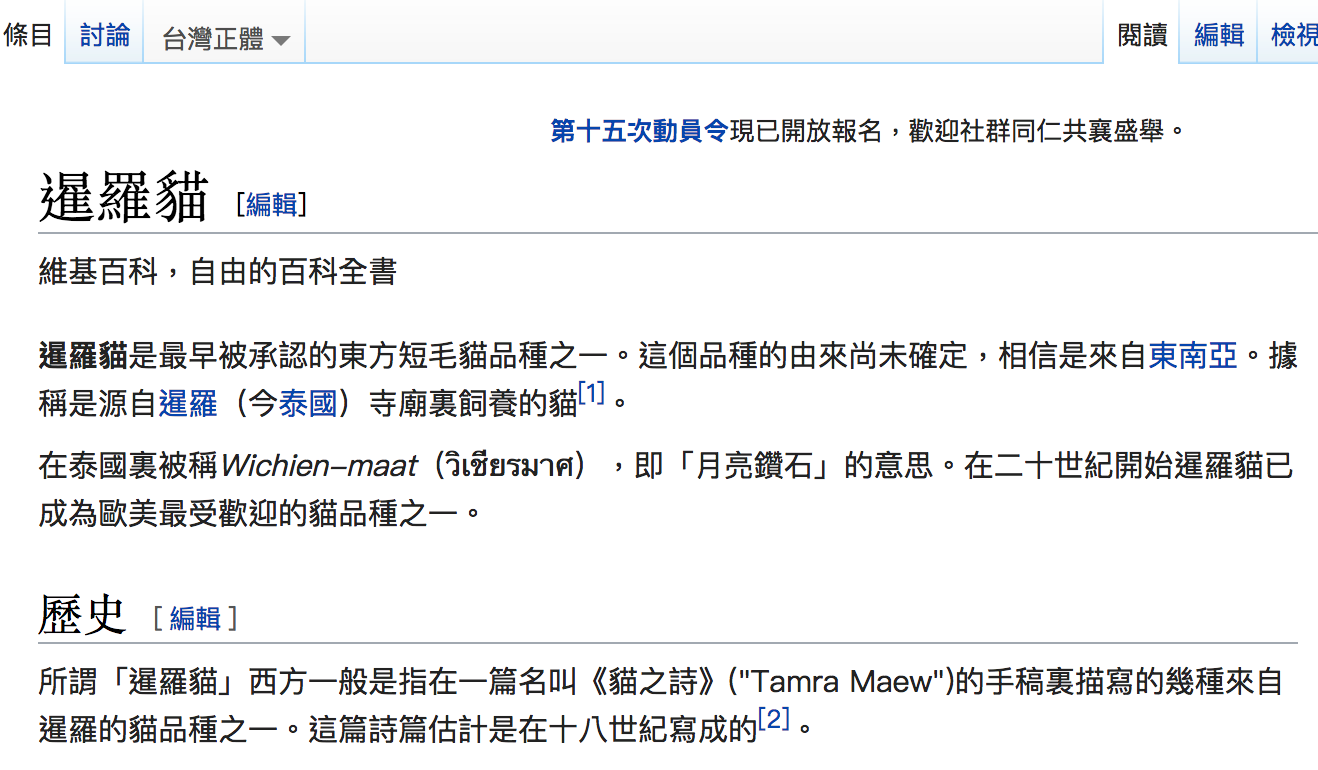 條目 討論 台灣正體 閱讀 編輯 檢視
第十五次動員令現已開放報名，歡迎社群同仁共襄盛舉。
暹羅貓 [編輯]
維基百科，自由的百科全書
暹羅貓是最早被承認的東方短毛貓品種之一。這個品種的由來尚未確定，相信是來自東南亞。據
稱是源自暹羅（今泰國）寺廟裏飼養的貓[1]。
在泰國裏被稱Wichien–maat（วิเชียรมาศ），即「月亮鑽石」的意思。在二十世紀開始暹羅貓已
成為歐美最受歡迎的貓品種之一。
歷史 [ 編輯 ]
所謂「暹羅貓」西方一般是指在一篇名叫《貓之詩》("Tamra Maew")的手稿裏描寫的幾種來自
暹羅的貓品種之一。這篇詩篇估計是在十八世紀寫成的[2]。